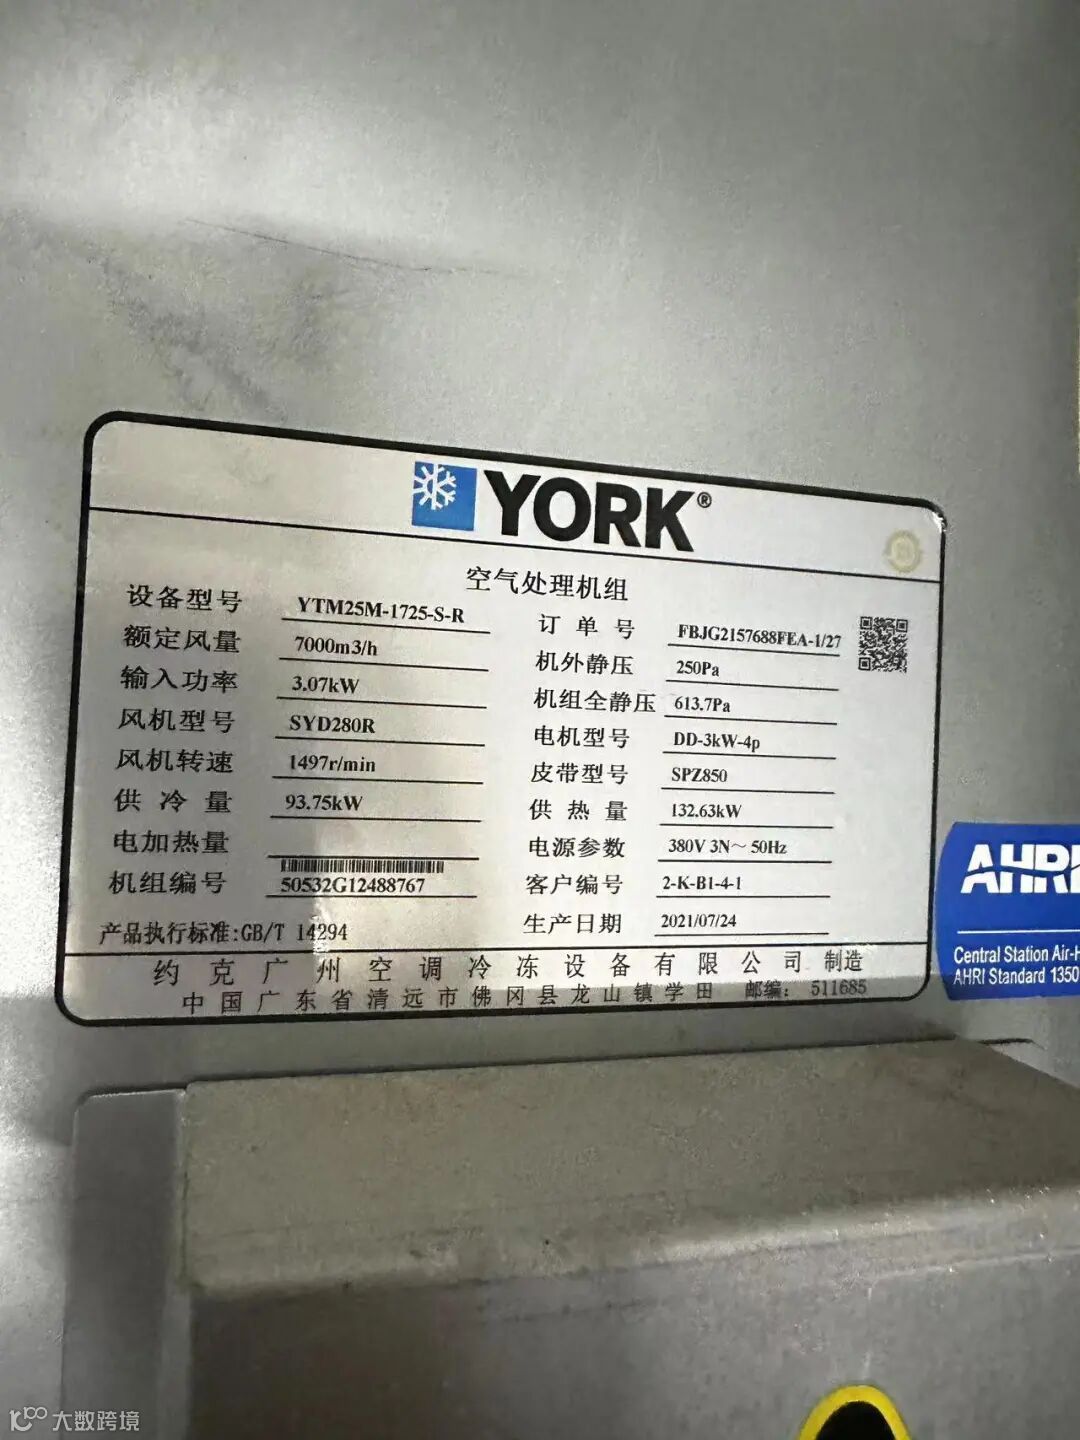 YORK®
空气处理机组
设备型号 YTM25M-1725-S-R
订单号 FBJG2157688FEA-1/27
额定风量 7000m3/h
机外静压 250Pa
输入功率 3.07kW
机组全静压 613.7Pa
风机型号 SYD280R
电机型号 DD-3kW-4p
风机转速 1497r/min
皮带型号 SPZ850
供冷量 93.75kW
供热量 132.63kW
电加热量
电源参数 380V 3N～50Hz
机组编号 50532G12488767
客户编号 2-K-B1-4-1
生产日期 2021/07/24
产品执行标准:GB/T 14294
约克广州空调冷冻设备有限公司 制造
中国广东省清远市佛冈县龙山镇学田 邮编: 511685
AHRI
Central Station Air-H
AHRI Standard 1350
大数跨境